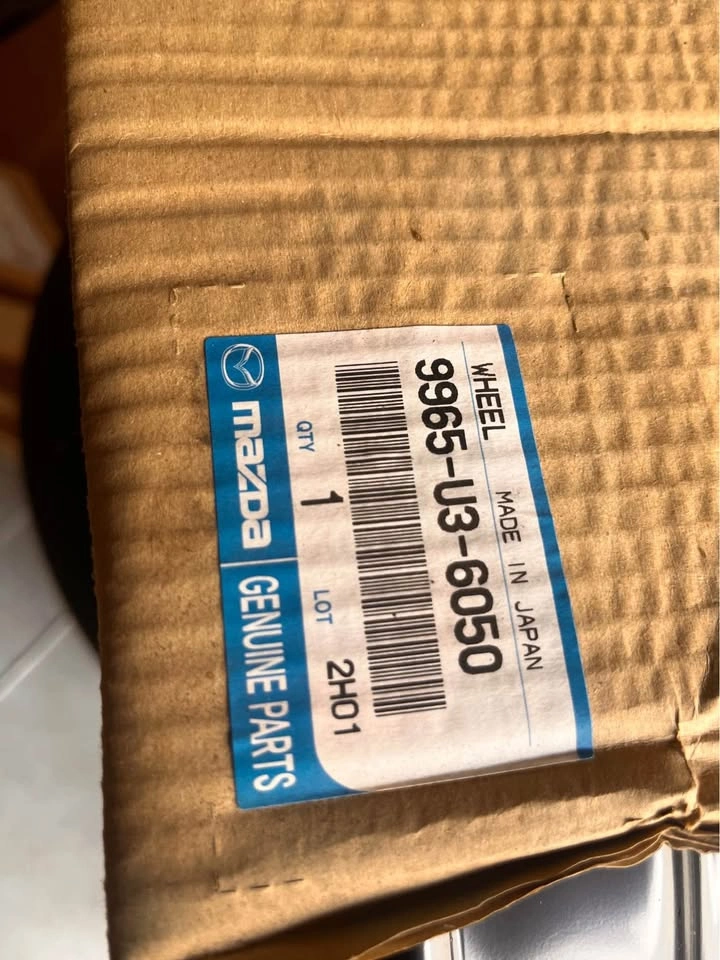 WHEEL
MADE IN JAPAN
9965-U3-6050
QTY 1 LOT 2H01
mazda GENUINE PARTS